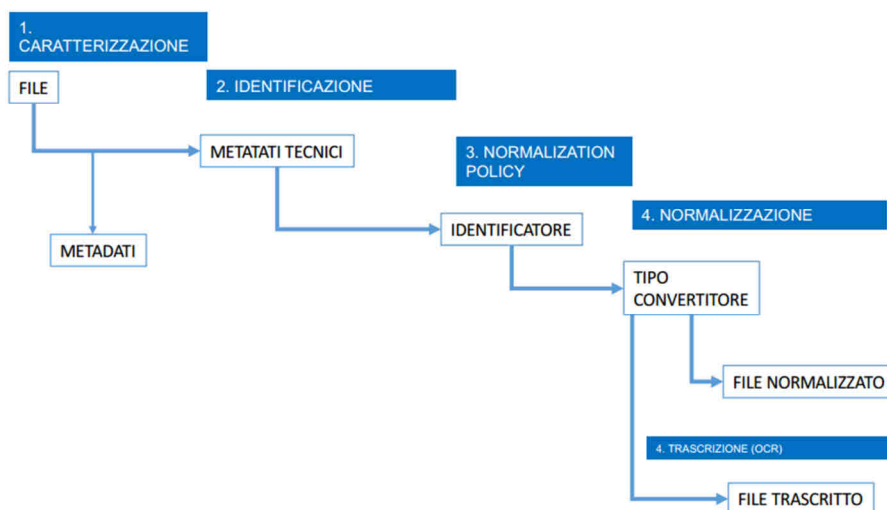 1.
CARATTERIZZAZIONE
FILE
2. IDENTIFICAZIONE
METATATI TECNICI
3. NORMALIZATION
POLICY
4. NORMALIZZAZIONE
METADATI
IDENTIFICATORE
TIPO
CONVERTITORE
FILE NORMALIZZATO
4. TRASCRIZIONE (OCR)
FILE TRASCRITTO